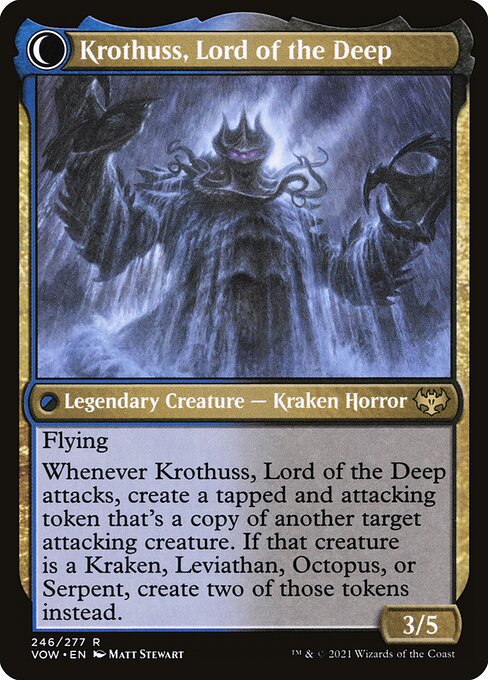 Krothuss, Lord of the Deep
Legendary Creature — Kraken Horror
Flying
Whenever Krothuss, Lord of the Deep
attacks, create a tapped and attacking
token that's a copy of another target
attacking creature. If that creature
is a Kraken, Leviathan, Octopus, or
Serpent, create two of those tokens
instead.
3/5
246/277 R
VOW • EN Matt Stewart
™ & © 2021 Wizards of the Coast